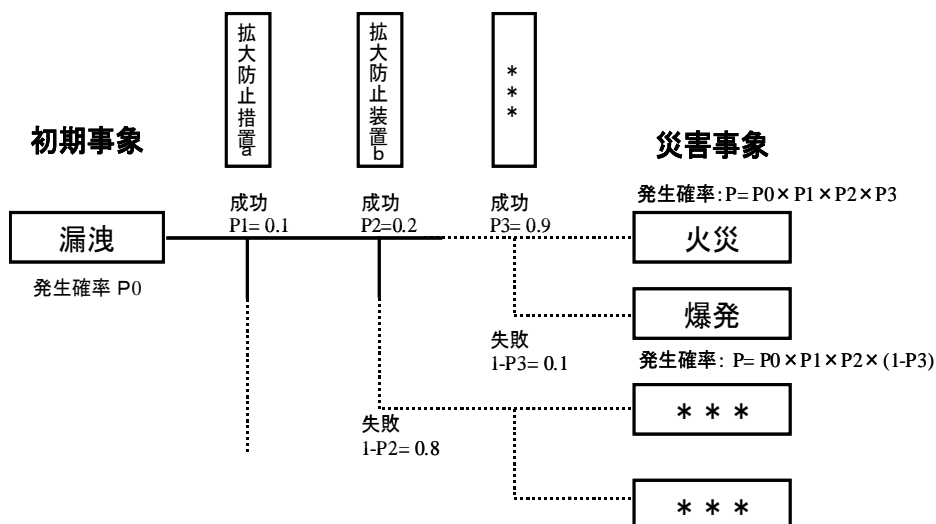 拡大防止措置a
拡大防止装置b
***
初期事象
災害事象
発生確率:P=P0×P1×P2×P3
成功
P1= 0.1
成功
P2=0.2
成功
P3= 0.9
漏洩
火災
発生確率 P0
爆発
失敗
1-P3= 0.1
発生確率: P= P0×P1×P2×(1-P3)
***
失敗
1-P2= 0.8
***